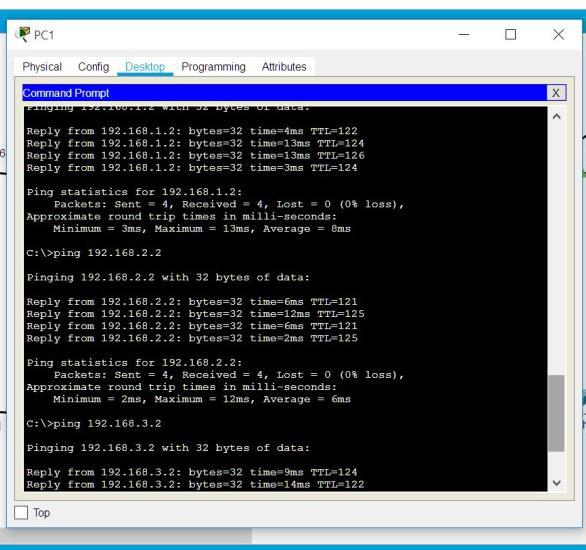 PC1
Physical Config Desktop Programming Attributes
Command Prompt
X
Pinging 192.168.1.2 with 32 bytes of data:
Reply from 192.168.1.2: bytes=32 time=4ms TTL=122
Reply from 192.168.1.2: bytes=32 time=13ms TTL=124
Reply from 192.168.1.2: bytes=32 time=13ms TTL=126
Reply from 192.168.1.2: bytes=32 time=3ms TTL=124
Ping statistics for 192.168.1.2:
Packets: Sent = 4, Received = 4, Lost = 0 (0% loss),
Approximate round trip times in milli-seconds:
Minimum = 3ms, Maximum = 13ms, Average = 8ms
C:\>ping 192.168.2.2
Pinging 192.168.2.2 with 32 bytes of data:
Reply from 192.168.2.2: bytes=32 time=6ms TTL=121
Reply from 192.168.2.2: bytes=32 time=12ms TTL=125
Reply from 192.168.2.2: bytes=32 time=6ms TTL=121
Reply from 192.168.2.2: bytes=32 time=2ms TTL=125
Ping statistics for 192.168.2.2:
Packets: Sent = 4, Received = 4, Lost = 0 (0% loss),
Approximate round trip times in milli-seconds:
Minimum = 2ms, Maximum = 12ms, Average = 6ms
C:\>ping 192.168.3.2
Pinging 192.168.3.2 with 32 bytes of data:
Reply from 192.168.3.2: bytes=32 time=9ms TTL=124
Reply from 192.168.3.2: bytes=32 time=14ms TTL=122
Top